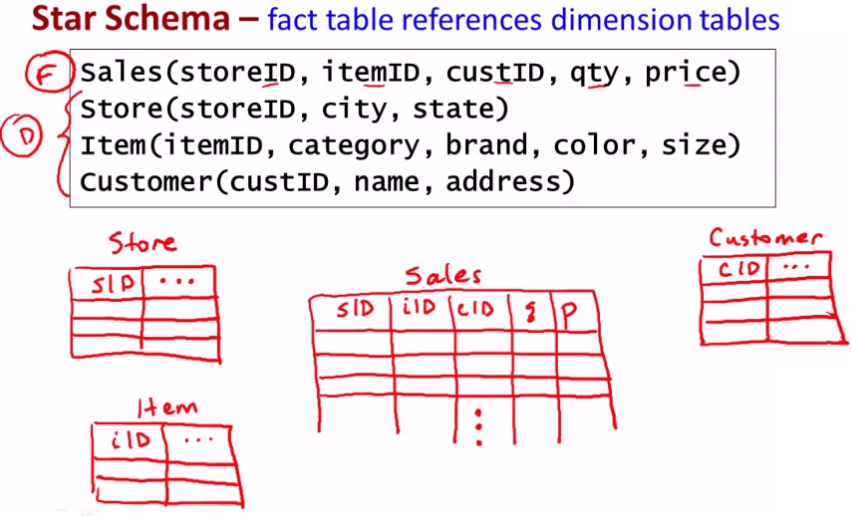 Star Schema – fact table references dimension tables
F Sales(storeID, itemID, custID, qty, price)
Store(storeID, city, state)
D Item(itemID, category, brand, color, size)
Customer(custID, name, address)
Store
SID ...
Sales
SID iID cID q p
Customer
CID ...
Item
iID ...